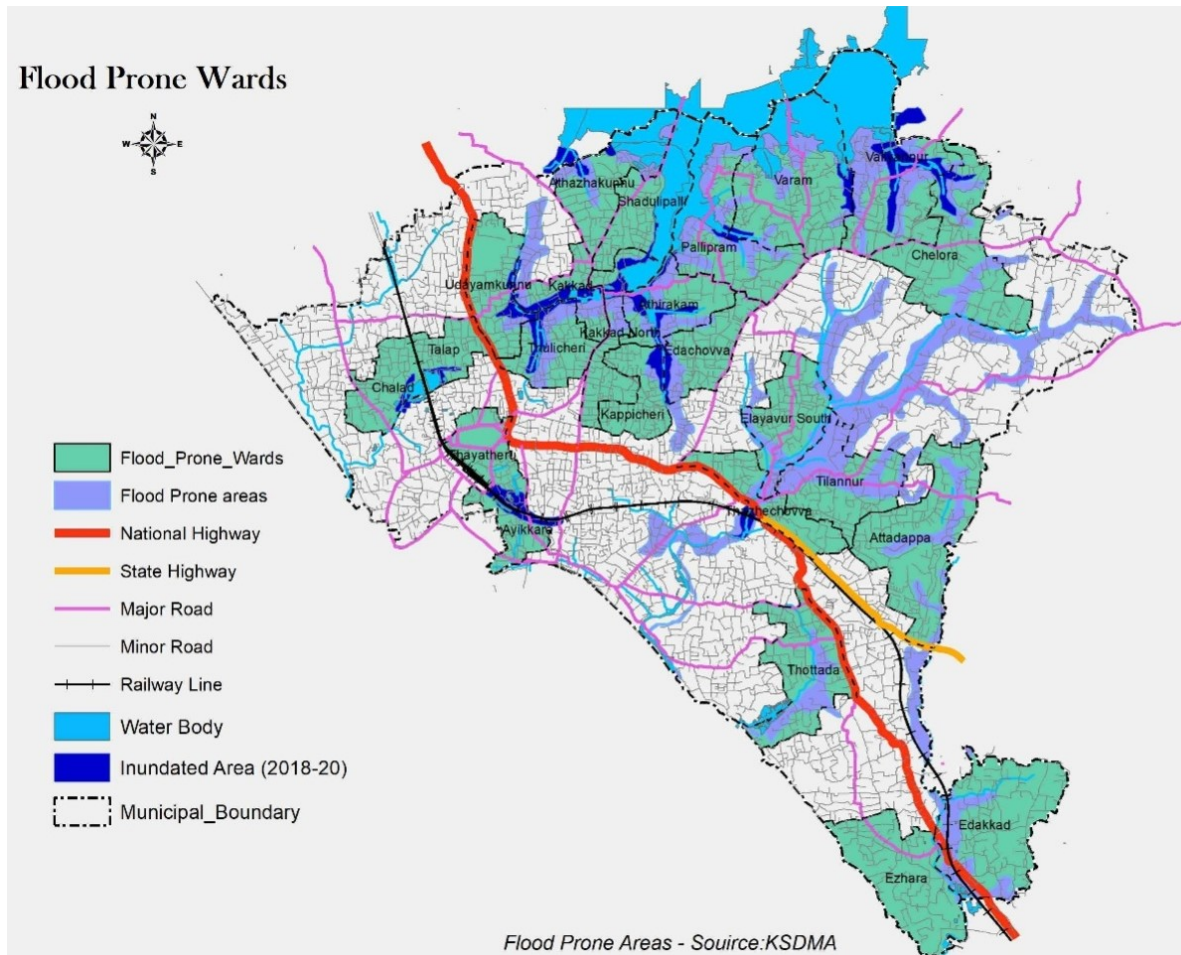 Flood Prone Wards
N
W E
S
Athazhakunnu
Shadulipalli
Varam
Pallipram
Chelora
Udayamkunnu
Kakkad
Athirakam
Kakkad North
Thulicheri
Edachovva
Talap
Chalad
Kappicheri
Elayavur South
Thayatheru
Tilannur
Thazhechovva
Ayikkara
Attadappa
Thottada
Edakkad
Ezhara
Flood_Prone_Wards
Flood Prone areas
National Highway
State Highway
Major Road
Minor Road
Railway Line
Water Body
Inundated Area (2018-20)
Municipal_Boundary
Flood Prone Areas - Souirce:KSDMA